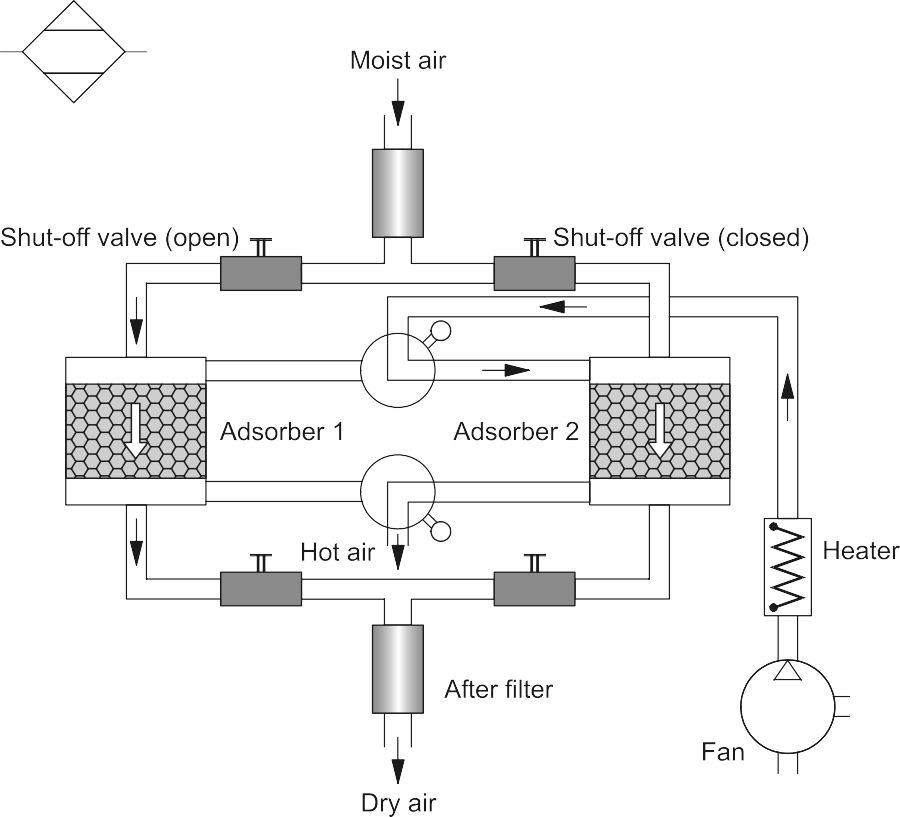 Moist air
Shut-off valve (open)
Shut-off valve (closed)
Adsorber 1
Adsorber 2
Hot air
Heater
After filter
Fan
Dry air